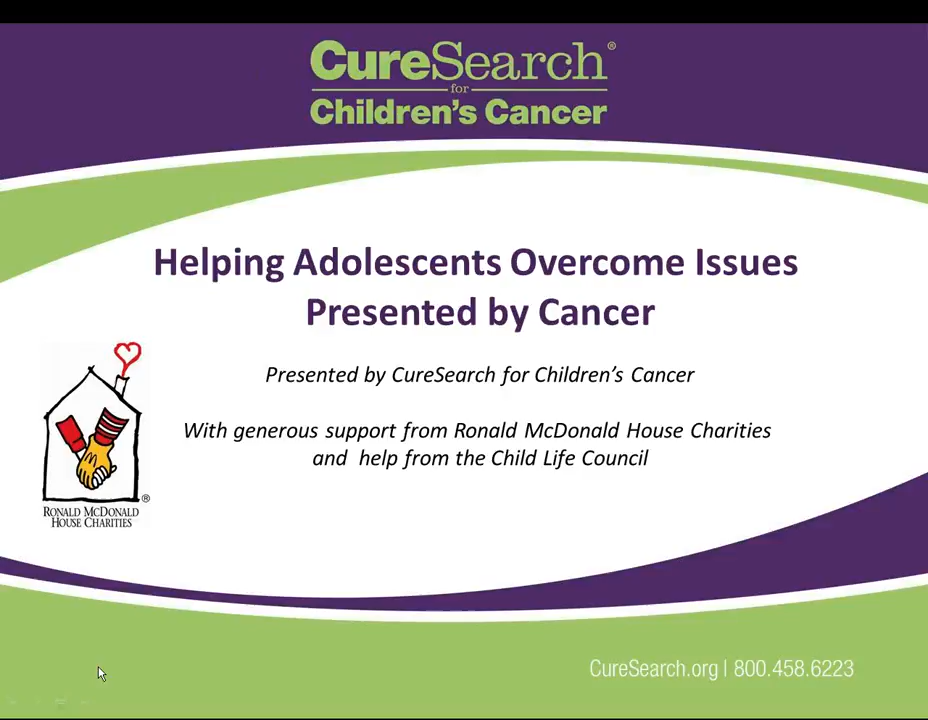 CureSearch®
for
Children's Cancer
Helping Adolescents Overcome Issues
Presented by Cancer
Presented by CureSearch for Children's Cancer
With generous support from Ronald McDonald House Charities
and help from the Child Life Council
®
RONALD MCDONALD
HOUSE CHARITIES
CureSearch.org | 800.458.6223